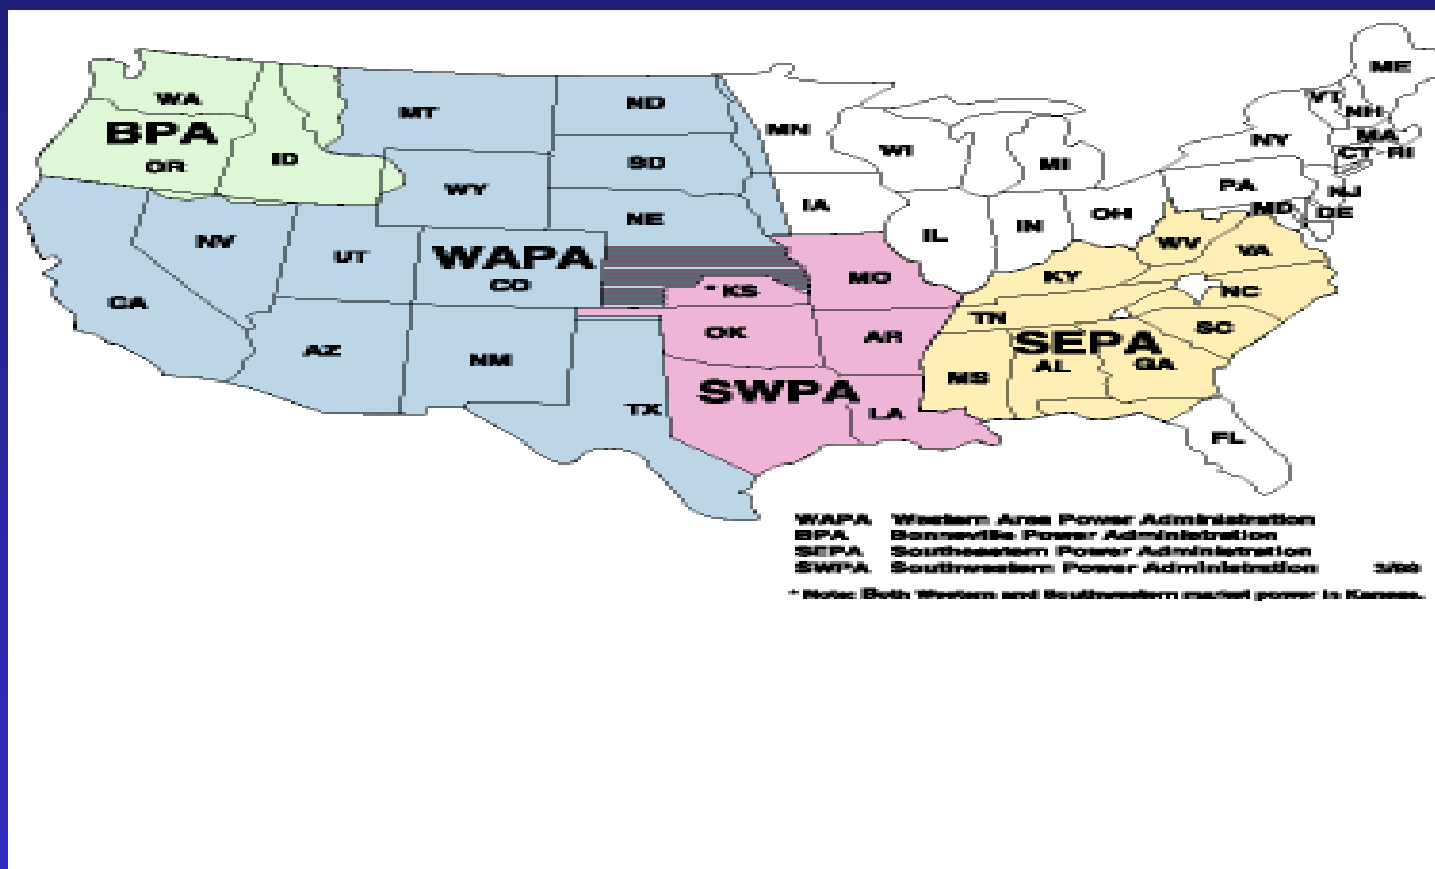 ME
WA
MT
ND
VT
NH
MN
MA
BPA
NY
WI
CT
RI
OR
ID
SD
MI
WY
PA
NJ
IA
OH
MD
DE
NE
IN
IL
NV
WV
VA
UT
WAPA
CO
MO
KY
* KS
NC
CA
TN
SC
OK
AR
SEPA
AZ
NM
AL
GA
MS
SWPA
TX
LA
FL
WAPA Western Area Power Administration
BPA Bonneville Power Administration
SEPA Southeastern Power Administration
SWPA Southwestern Power Administration
* Note: Both Western and Southwestern market power in Kansas.